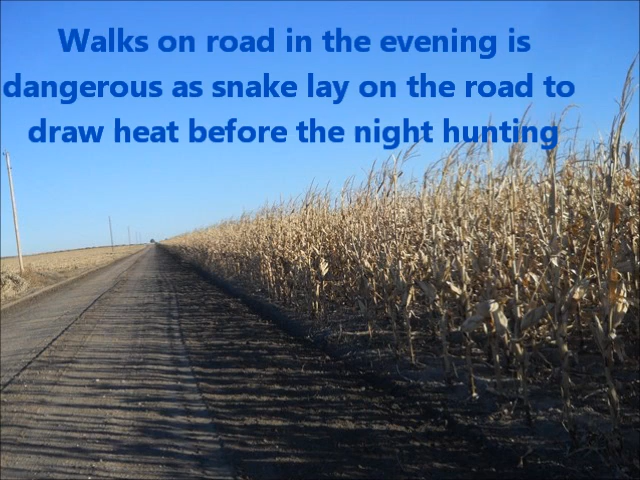 Walks on road in the evening is
dangerous as snake lay on the road to
draw heat before the night hunting